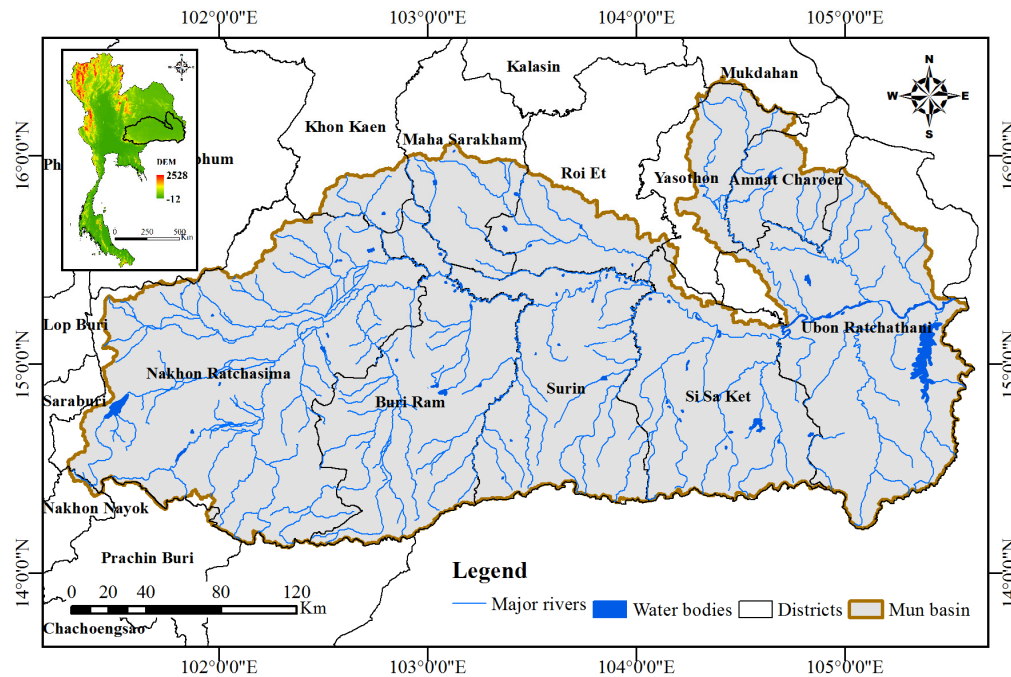 102°0'0"E 103°0'0"E 104°0'0"E 105°0'0"E
Kalasin
Mukdahan
N
W E
S
Khon Kaen
Maha Sarakham
16°0'0"N 16°0'0"N
Ph phum
Roi Et
Yasothon
Amnat Charoen
DEM
2528
-12
0 250 500
Km
Lop Buri
Ubon Ratchathani
15°0'0"N 15°0'0"N
Nakhon Ratchasima
Saraburi
Buri Ram
Surin
Si Sa Ket
Nakhon Nayok
Prachin Buri
14°0'0"N 14°0'0"N
Legend
0 20 40 80 120
Km
Major rivers Water bodies Districts Mun basin
Chachoengsao
102°0'0"E 103°0'0"E 104°0'0"E 105°0'0"E